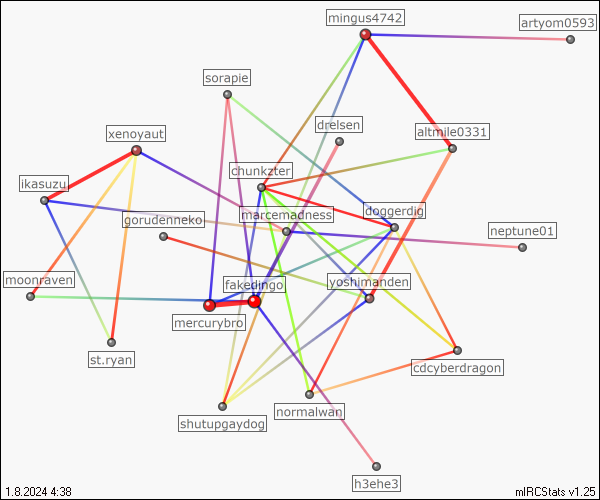 mingus4742
artyom0593
sorapie
drelsen
altmile0331
xenoyaut
chunkzter
ikasuzu
gorudenneko
marcemadness
doggerdig
neptune01
moonraven
fakedingo
yoshimanden
mercurybro
st.ryan
cdcyberdragon
shutupgaydog
normalwan
h3ehe3
1.8.2024 4:38
mIRCStats v1.25